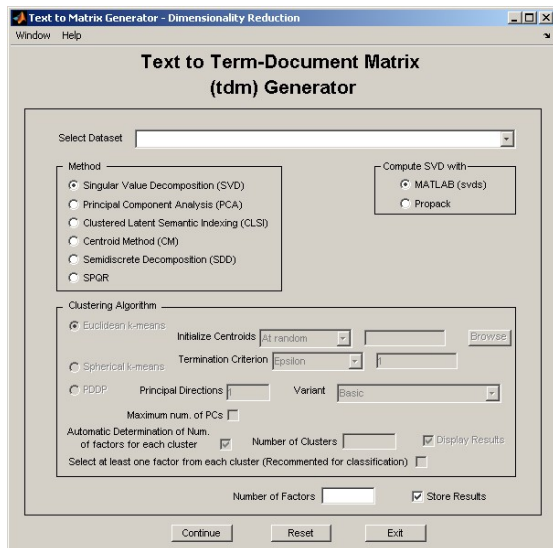 Text to Matrix Generator - Dimensionality Reduction
Window Help
Text to Term-Document Matrix
(tdm) Generator
Select Dataset
Method
Singular Value Decomposition (SVD)
Principal Component Analysis (PCA)
Clustered Latent Semantic Indexing (CLSI)
Centroid Method (CM)
Semidiscrete Decomposition (SDD)
SPQR
Compute SVD with
MATLAB (svds)
Propack
Clustering Algorithm
Euclidean k-means
Initialize Centroids At random Browse
Spherical k-means
Termination Criterion Epsilon 1
PDDP Principal Directions 1 Variant Basic
Maximum num. of PCs
Automatic Determination of Num.
of factors for each cluster Number of Clusters Display Results
Select at least one factor from each cluster (Recommented for classification)
Number of Factors Store Results
Continue Reset Exit